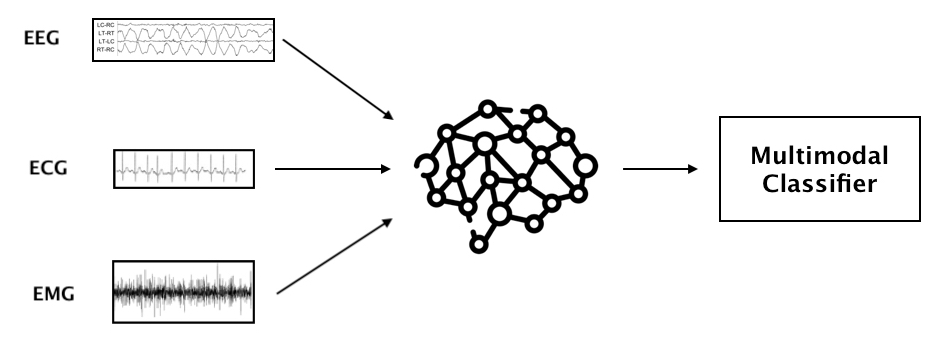 EEG
LC-RC
LT-RT
LT-LC
RT-RC
ECG
EMG
Multimodal
Classifier